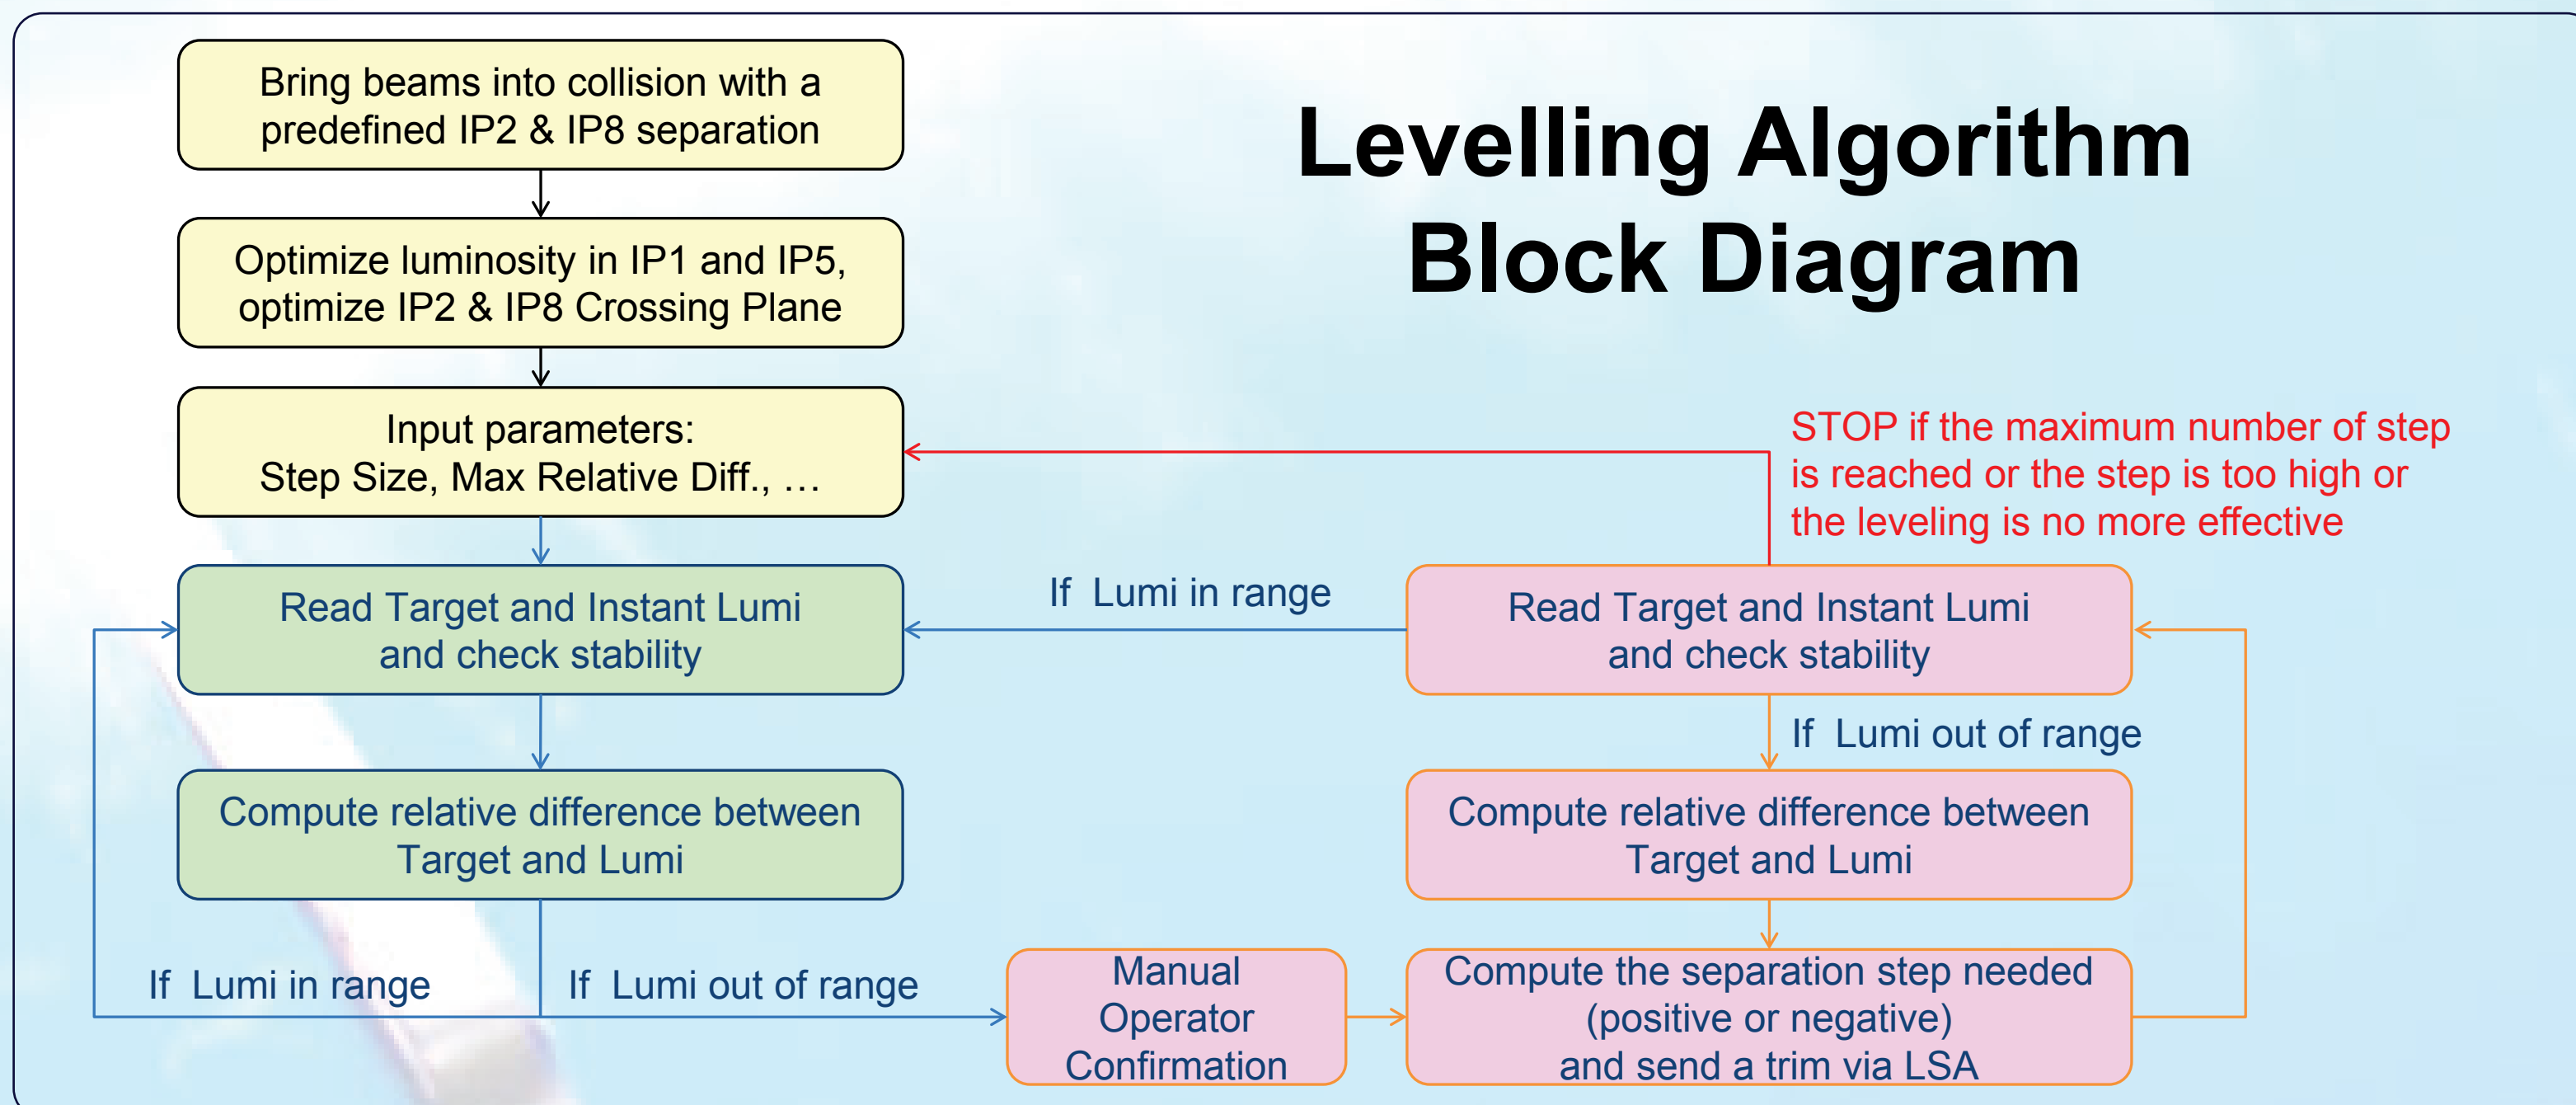 Levelling Algorithm
Block Diagram
Bring beams into collision with a
predefined IP2 & IP8 separation
Optimize luminosity in IP1 and IP5,
optimize IP2 & IP8 Crossing Plane
Input parameters:
Step Size, Max Relative Diff., …
STOP if the maximum number of step
is reached or the step is too high or
the leveling is no more effective
Read Target and Instant Lumi
and check stability
If Lumi in range
Read Target and Instant Lumi
and check stability
If Lumi out of range
Compute relative difference between
Target and Lumi
Compute relative difference between
Target and Lumi
If Lumi in range
If Lumi out of range
Manual
Operator
Confirmation
Compute the separation step needed
(positive or negative)
and send a trim via LSA